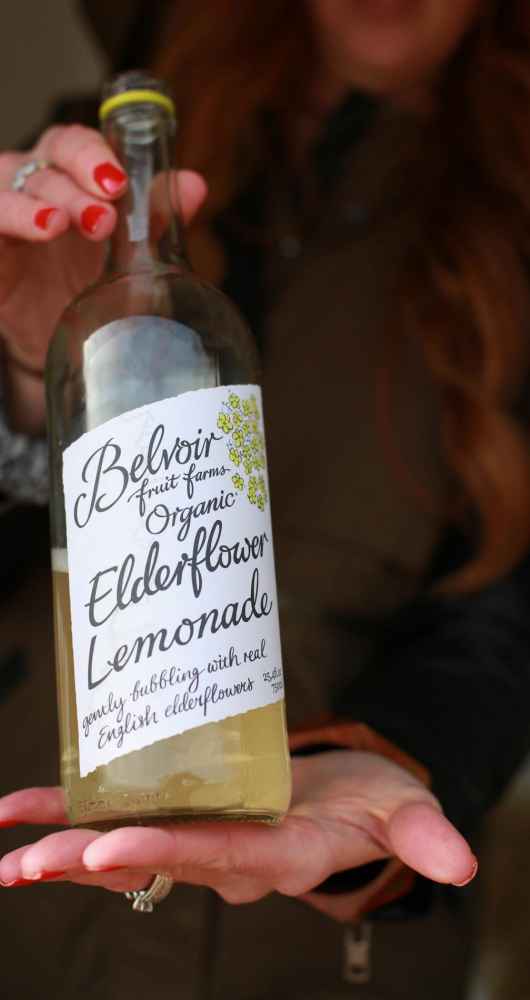 Belvoir
fruit farms
Organic
Elderflower
Lemonade
gently bubbling with real
English elderflowers